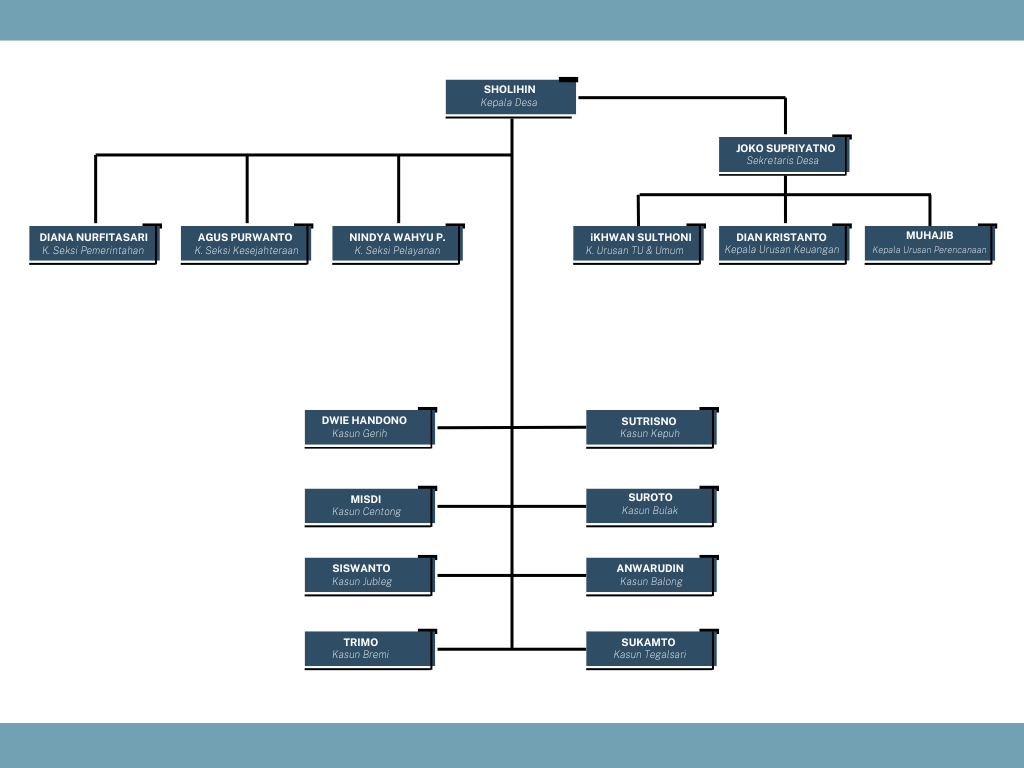 SHOLIHIN
Kepala Desa
JOKO SUPRIYATNO
Sekretaris Desa
DIANA NURFITASARI
K. Seksi Pemerintahan
AGUS PURWANTO
K. Seksi Kesejahteraan
NINDYA WAHYU P.
K. Seksi Pelayanan
iKHWAN SULTHONI
K. Urusan TU & Umum
DIAN KRISTANTO
Kepala Urusan Keuangan
MUHAJIB
Kepala Urusan Perencanaan
DWIE HANDONO
Kasun Gerih
SUTRISNO
Kasun Kepuh
MISDI
Kasun Centong
SUROTO
Kasun Bulak
SISWANTO
Kasun Jubleg
ANWARUDIN
Kasun Balong
TRIMO
Kasun Bremi
SUKAMTO
Kasun Tegalsari